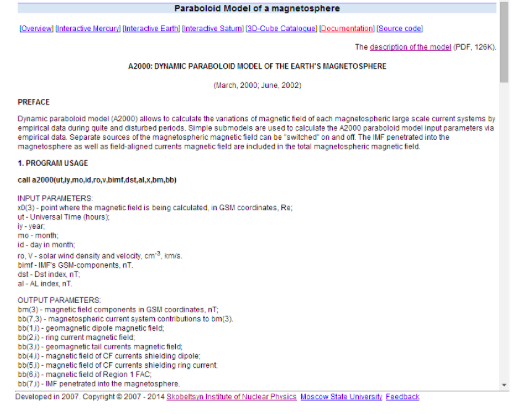 Paraboloid Model of a magnetosphere
[Overview] [Interactive Mercury] [Interactive Earth] [Interactive Saturn] [3D-Cube Catalogue] [Documentation] [Source code]
The description of the model (PDF, 126K).
A2000: DYNAMIC PARABOLOID MODEL OF THE EARTH'S MAGNETOSPHERE
(March, 2000; June, 2002)
PREFACE
Dynamic paraboloid model (A2000) allows to calculate the variations of magnetic field of each magnetospheric large scale current systems by
empirical data during quite and disturbed periods. Simple submodels are used to calculate the A2000 paraboloid model input parameters via
empirical data. Separate sources of the magnetospheric magnetic field can be "switched" on and off. The IMF penetrated into the
magnetosphere as well as field-aligned currents magnetic field are included in the total magnetospheric magnetic field.
1. PROGRAM USAGE
call a2000(ut,iy,mo,id,ro,v,bimf,dst,al,x,bm,bb)
INPUT PARAMETERS:
x0(3) - point where the magnetic field is being calculated, in GSM coordinates, Re;
ut - Universal Time (hours);
iy - year;
mo - month;
id - day in month;
ro, V - solar wind density and velocity, cm-3, km/s.
bimf - IMF's GSM-components, nT.
dst - Dst index, nT;
al - AL index, nT.
OUTPUT PARAMETERS:
bm(3) - magnetic field components in GSM coordinates, nT;
bb(7,3) - magnetospheric current system contributions to bm(3).
bb(1,i) - geomagnetic dipole magnetic field;
bb(2,i) - ring current magnetic field;
bb(3,i) - geomagnetic tail currents magnetic field;
bb(4,i) - magnetic field of CF currents shielding dipole;
bb(5,i) - magnetic field of CF currents shielding ring current;
bb(6,i) - magnetic field of Region 1 FAC;
bb(7,i) - IMF penetrated into the magnetosphere.
Developed in 2007. Copyright © 2007 - 2014 Skobeltsyn Institute of Nuclear Physics, Moscow State University Feedback